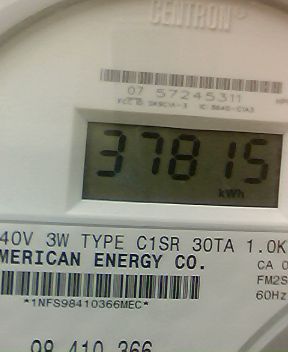 CENTRON®
07 57245311
37815
kWh
40V 3W TYPE C1SR 30TA 1.0K
MERICAN ENERGY CO.
CA 0
FM2S
*1NFS98410366MEC*
60Hz
98 410 366